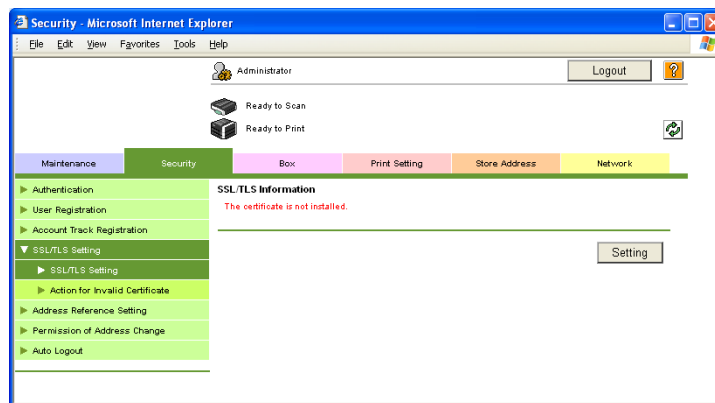 Security - Microsoft Internet Explorer
File Edit View Favorites Tools Help
Administrator
Logout
?
Ready to Scan
Ready to Print
Maintenance Security Box Print Setting Store Address Network
Authentication
User Registration
Account Track Registration
SSL/TLS Setting
SSL/TLS Setting
Action for Invalid Certificate
Address Reference Setting
Permission of Address Change
Auto Logout
SSL/TLS Information
The certificate is not installed.
Setting